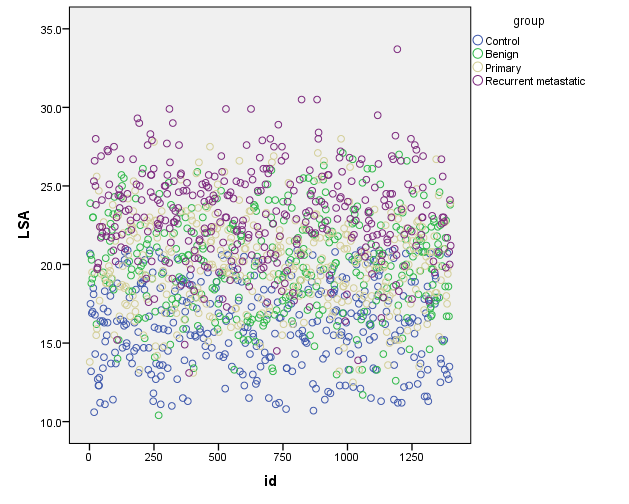 group
Control
Benign
Primary
Recurrent metastatic
35.0
30.0
25.0
20.0
15.0
10.0
LSA
0 250 500 750 1000 1250
id